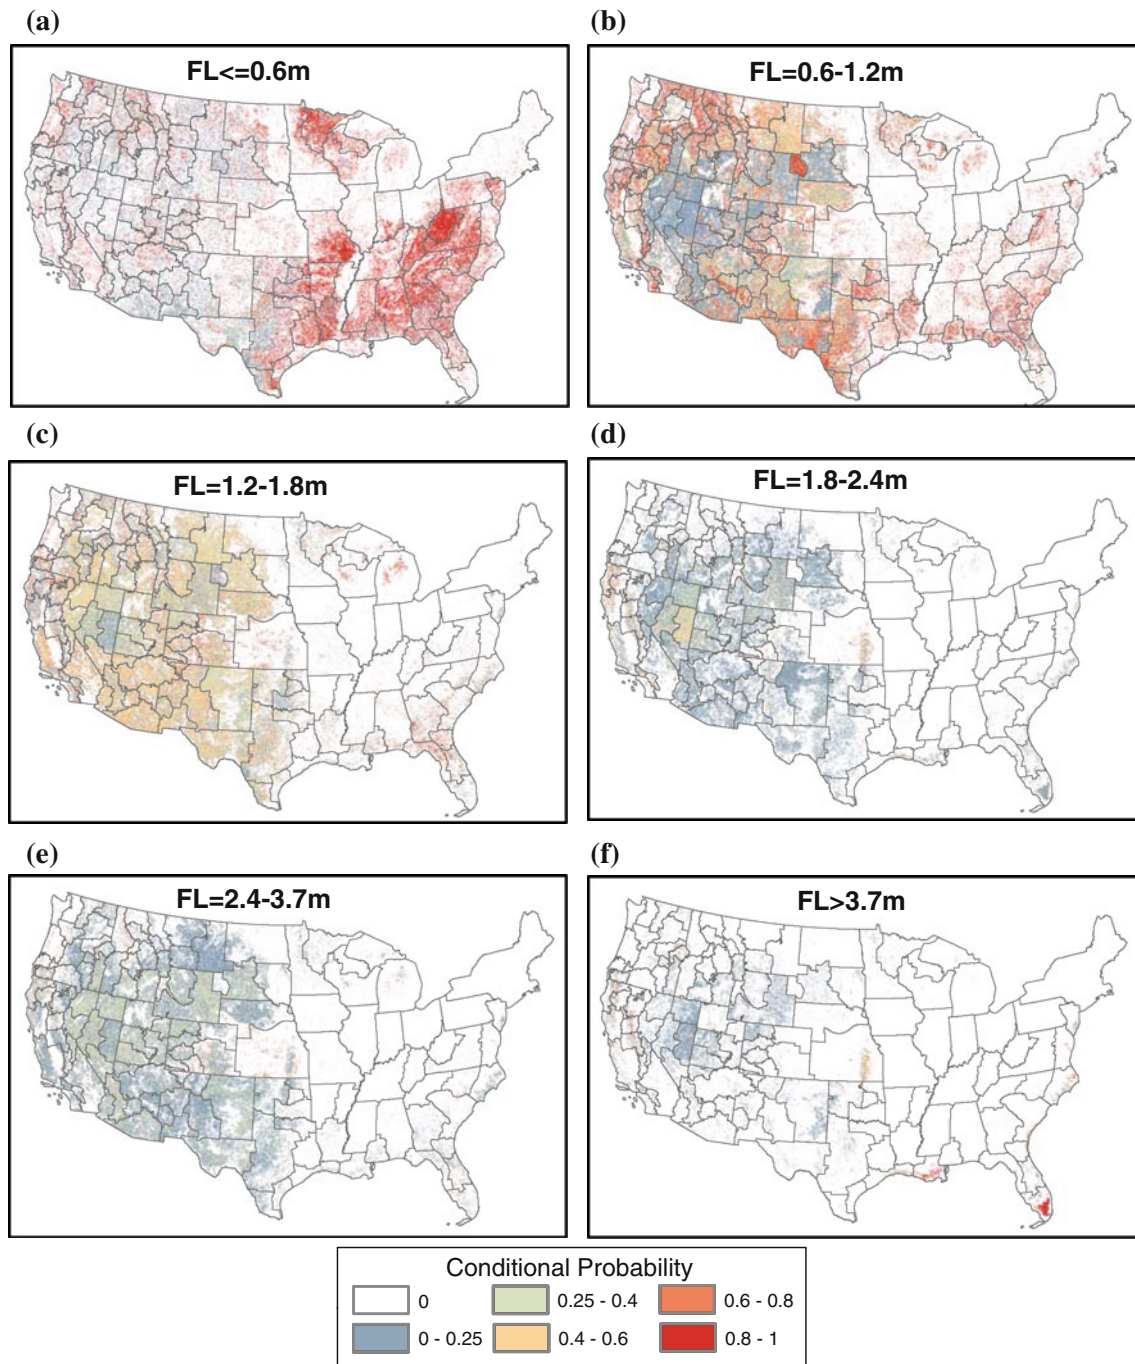 (a)
(b)
FL<=0.6m
FL=0.6-1.2m
(c)
(d)
FL=1.2-1.8m
FL=1.8-2.4m
(e)
(f)
FL=2.4-3.7m
FL>3.7m
Conditional Probability
0
0.25 - 0.4
0.6 - 0.8
0 - 0.25
0.4 - 0.6
0.8 - 1